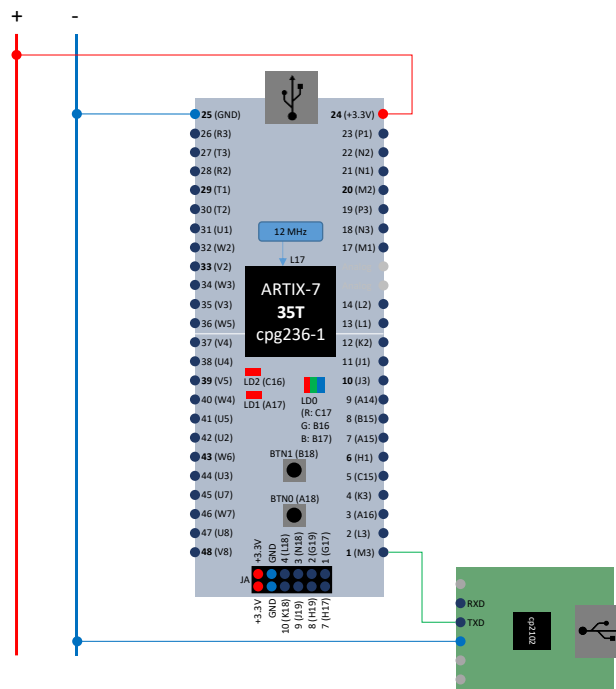 + -
25 (GND) 24 (+3.3V)
26 (R3) 23 (P1)
27 (T3) 22 (N2)
28 (R2) 21 (N1)
29 (T1) 20 (M2)
30 (T2) 19 (P3)
31 (U1) 18 (N3)
12 MHz
32 (W2) 17 (M1)
33 (V2)
L17
34 (W3)
ARTIX-7
35T
cpg236-1
35 (V3) 14 (L2)
36 (W5) 13 (L1)
37 (V4) 12 (K2)
38 (U4) 11 (J1)
39 (V5) 10 (J3)
LD2 (C16)
40 (W4) 9 (A14)
LD1 (A17)
LD0
(R: C17
G: B16
B: B17)
41 (U5) 8 (B15)
42 (U2) 7 (A15)
43 (W6) 6 (H1)
BTN1 (B18)
44 (U3) 5 (C15)
45 (U7) 4 (K3)
BTN0 (A18)
46 (W7) 3 (A16)
47 (U8) 2 (L3)
48 (V8) 1 (M3)
+3.3V
GND
4 (L18)
3 (N18)
2 (G19)
1 (G17)
JA
+3.3V
GND
10 (K18)
9 (J19)
8 (H19)
7 (H17)
RXD
TXD
cp2102